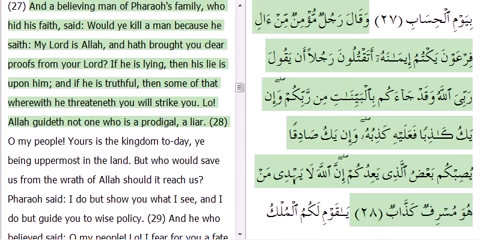 (27) And a believing man of Pharaoh's family, who
hid his faith, said: Would ye kill a man because he
saith: My Lord is Allah, and hath brought you clear
proofs from your Lord? If he is lying, then his lie is
upon him; and if he is truthful, then some of that
wherewith he threateneth you will strike you. Lo!
Allah guideth not one who is a prodigal, a liar. (28)
O my people! Yours is the kingdom to-day, ye
being uppermost in the land. But who would save
us from the wrath of Allah should it reach us?
Pharaoh said: I do but show you what I see, and I
do but guide you to wise policy. (29) And he who
believed said: O my people! Lo! I fear for you a fate
بِيَوْمِ ٱلْحِسَابِ (٢٧) وَقَالَ رَجُلٌ مُّؤْمِنٌ مِّنْ ءَالِ
فِرْعَوْنَ يَكْتُمُ إِيمَـٰنَهُۥٓ أَتَقْتُلُونَ رَجُلًا أَن يَقُولَ
رَبِّىَ ٱللَّهُ وَقَدْ جَآءَكُم بِٱلْبَيِّنَـٰتِ مِن رَّبِّكُمْ ۖ وَإِن
يَكُ كَـٰذِبًا فَعَلَيْهِ كَذِبُهُۥ ۖ وَإِن يَكُ صَادِقًا
يُصِبْكُم بَعْضُ ٱلَّذِى يَعِدُكُمْ ۖ إِنَّ ٱللَّهَ لَا يَهْدِى مَنْ
هُوَ مُسْرِفٌ كَذَّابٌ (٢٨) يَـٰقَوْمِ لَكُمُ ٱلْمُلْكُ